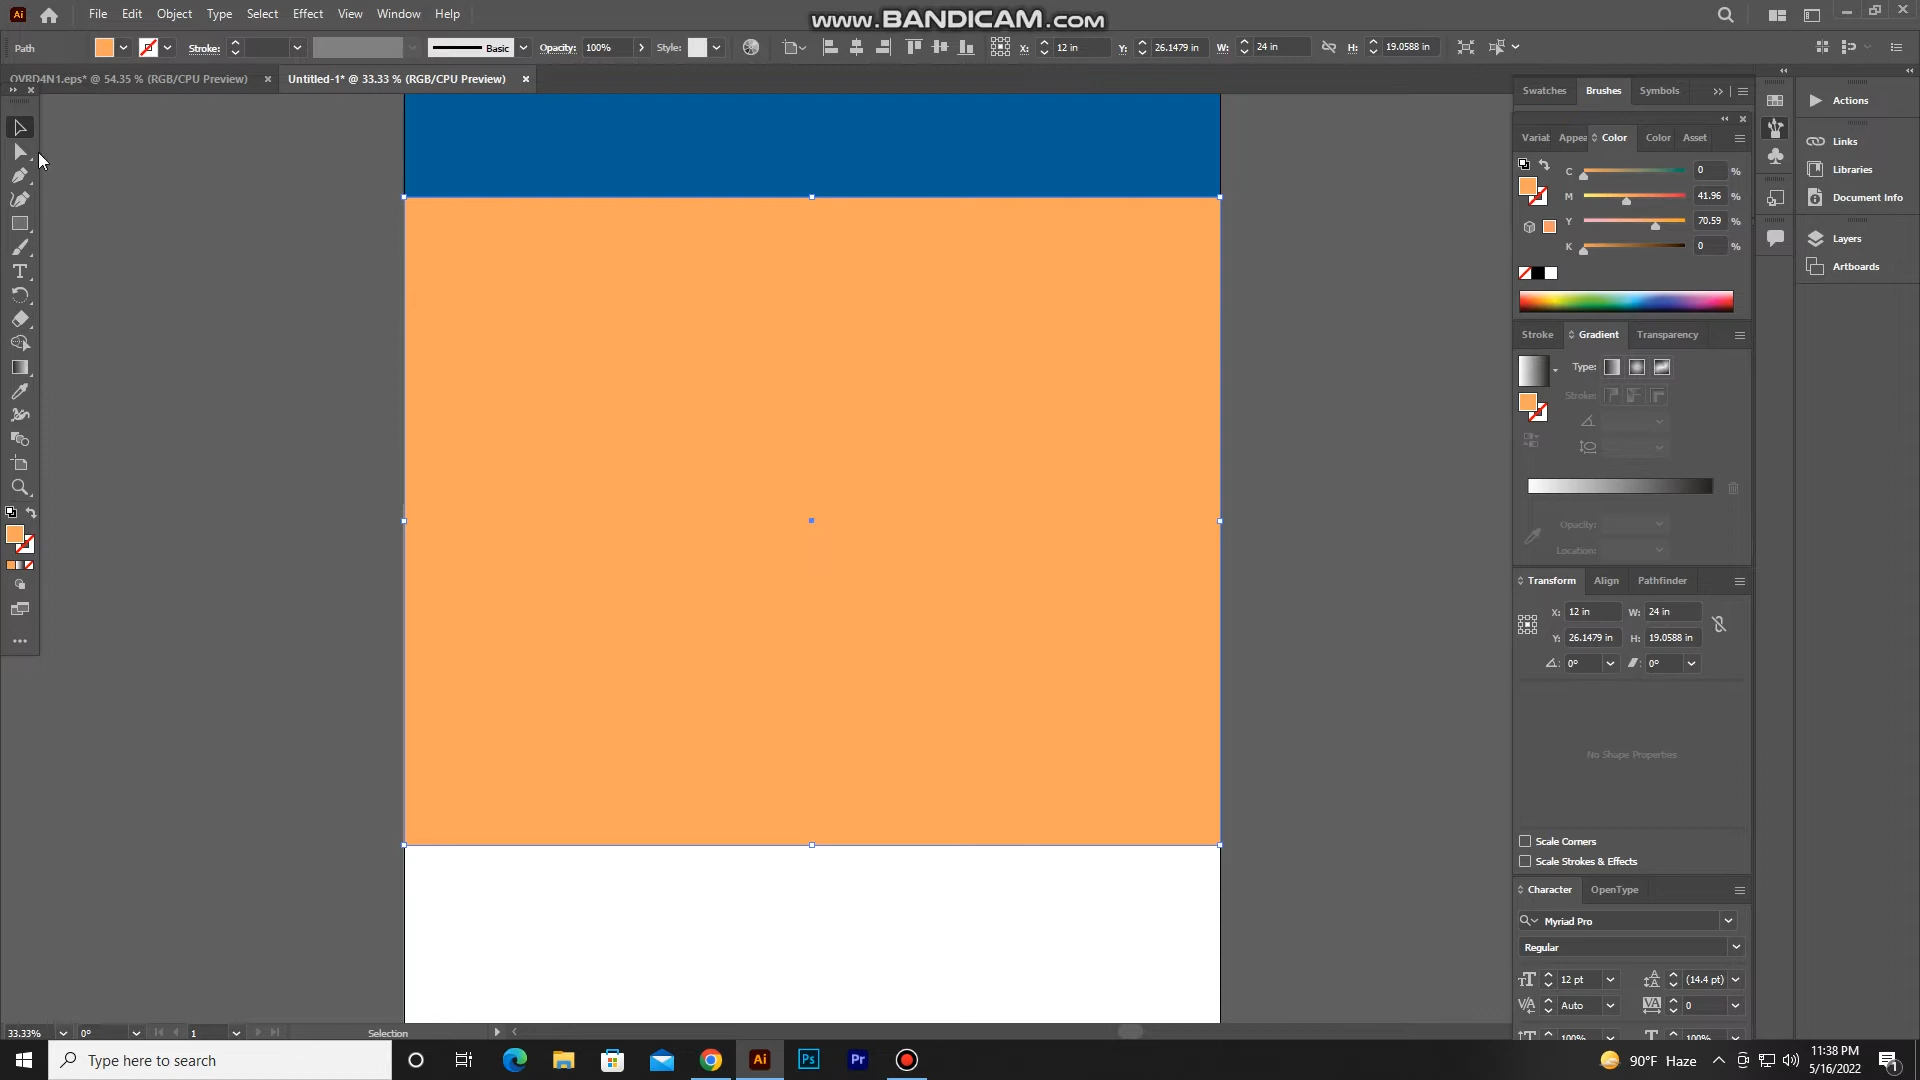 www.BANDICAM.com
Ai File Edit Object Type Select Effect View Window Help
Path Stroke: Basic Opacity: 100% Style: X: 12 in Y: 26.1479 in W: 24 in H: 19.0588 in
OVRD4N1.eps* @ 54.35 % (RGB/CPU Preview) × Untitled-1* @ 33.33 % (RGB/CPU Preview) ×
Swatches Brushes Symbols
Actions
Variat Appea Color Color Asset
Links
C 0 %
Libraries
M 41.96 %
Document Info
Y 70.59 %
Layers
K 0 %
Artboards
Stroke Gradient Transparency
Type:
Stroke:
Opacity:
Location:
Transform Align Pathfinder
X: 12 in W: 24 in
Y: 26.1479 in H: 19.0588 in
0° 0°
No Shape Properties
Scale Corners
Scale Strokes & Effects
Character OpenType
Myriad Pro
Regular
12 pt (14.4 pt)
Auto 0
100% 100%
33.33% 0° 1 Selection
Type here to search
Ai Ps Pr
90°F Haze
11:38 PM
5/16/2022
1